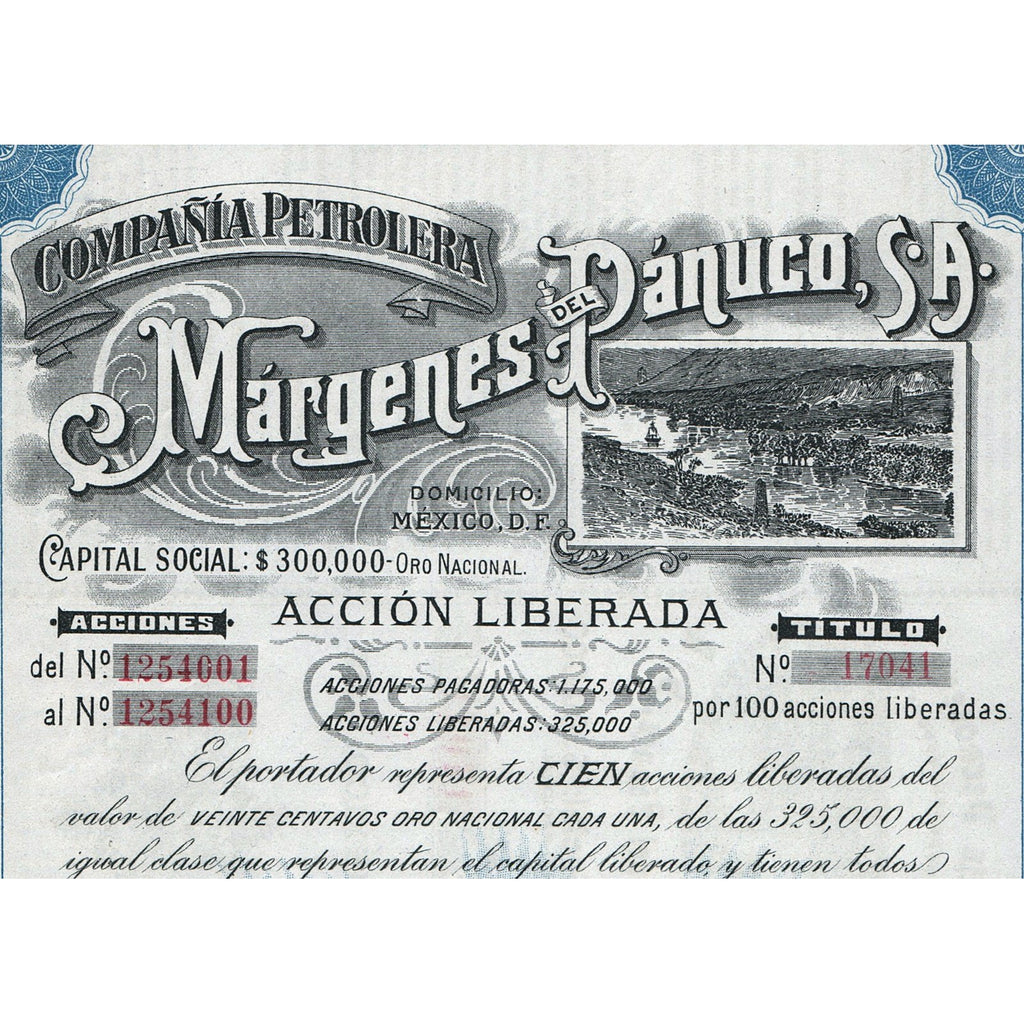 COMPAÑÍA PETROLERA
Márgenes DEL Pánuco, S.A.
DOMICILIO:
MÉXICO, D.F.
CAPITAL SOCIAL: $300,000-ORO NACIONAL.
ACCIÓN LIBERADA
ACCIONES
del Nº. 1254001
al Nº. 1254100
ACCIONES PAGADORAS: 1.175,000
ACCIONES LIBERADAS: 325,000
TITULO
Nº. 17041
por 100 acciones liberadas
El portador representa CIEN acciones liberadas del
valor de VEINTE CENTAVOS ORO NACIONAL CADA UNA, de las 325,000 de
igual clase que representan el capital liberado y tienen todos